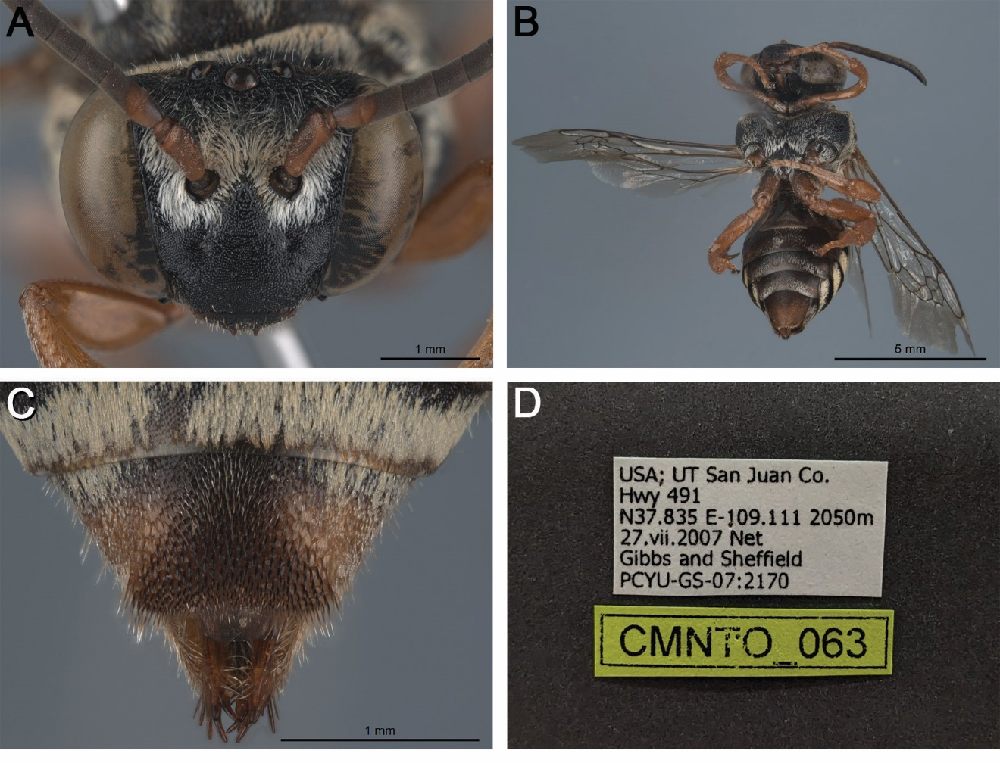 A
1 mm
B
5 mm
C
1 mm
D
USA; UT San Juan Co.
Hwy 491
N37.835 E-109.111 2050m
27.vii.2007 Net
Gibbs and Sheffield
PCYU-GS-07:2170
CMNTO_063